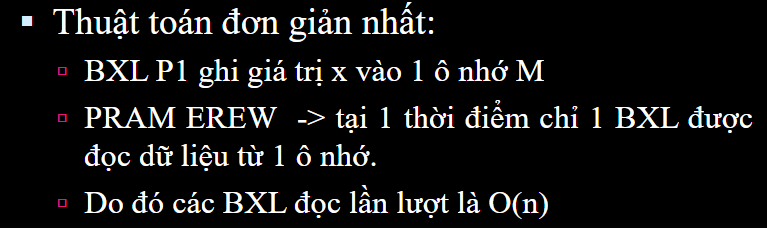 Thuật toán đơn giản nhất:
BXL P1 ghi giá trị x vào 1 ô nhớ M
PRAM EREW -> tại 1 thời điểm chỉ 1 BXL được
đọc dữ liệu từ 1 ô nhớ.
Do đó các BXL đọc lần lượt là O(n)